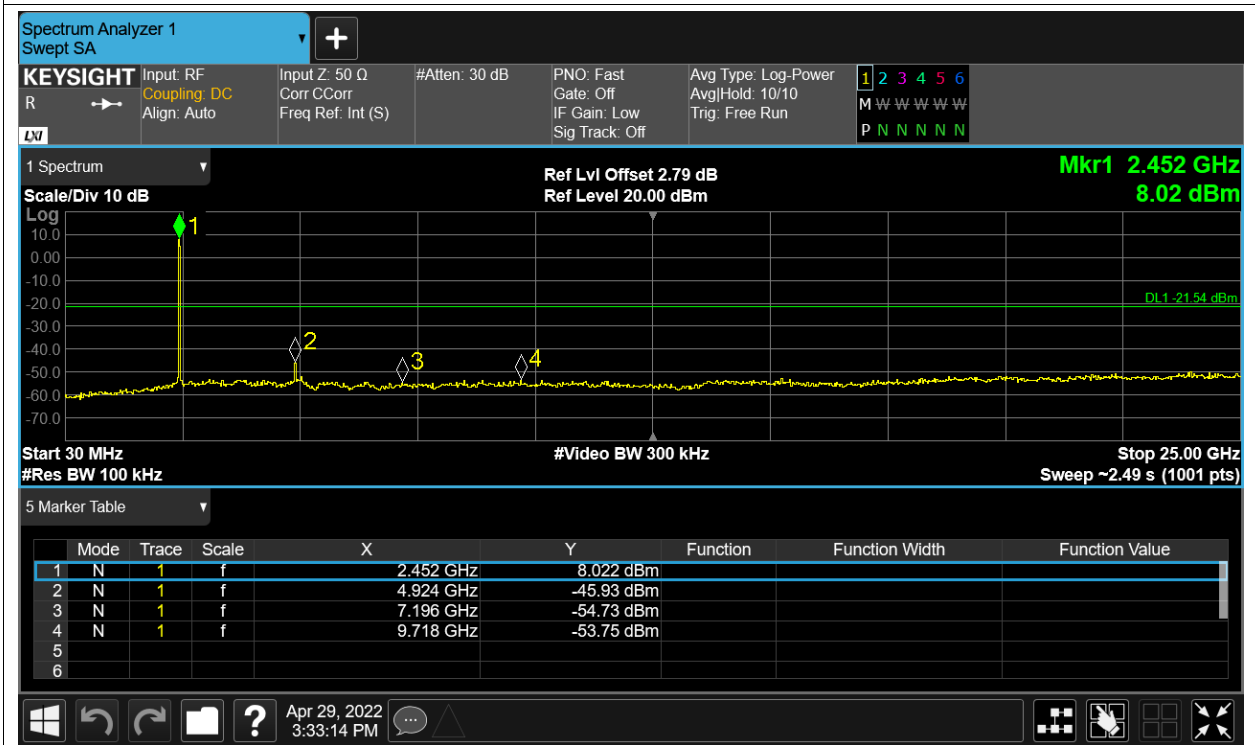 Spectrum Analyzer 1
Swept SA
KEYSIGHT Input: RF Input Z: 50 Ω #Atten: 30 dB PNO: Fast Avg Type: Log-Power 1 2 3 4 5 6
R Coupling: DC Corr CCorr Gate: Off Avg|Hold: 10/10 M W W W W W
Align: Auto Freq Ref: Int (S) IF Gain: Low Trig: Free Run
LXI Sig Track: Off P N N N N N
1 Spectrum Ref Lvl Offset 2.79 dB Mkr1 2.452 GHz
Scale/Div 10 dB Ref Level 20.00 dBm 8.02 dBm
Log
1
10.0
0.00
-10.0
-20.0 DL1 -21.54 dBm
-30.0
2
-40.0
3 4
-50.0
-60.0
-70.0
Start 30 MHz #Video BW 300 kHz Stop 25.00 GHz
#Res BW 100 kHz Sweep ~2.49 s (1001 pts)
5 Marker Table
Mode Trace Scale X Y Function Function Width Function Value
1 N 1 f 2.452 GHz 8.022 dBm
2 N 1 f 4.924 GHz -45.93 dBm
3 N 1 f 7.196 GHz -54.73 dBm
4 N 1 f 9.718 GHz -53.75 dBm
5
6
? Apr 29, 2022
3:33:14 PM